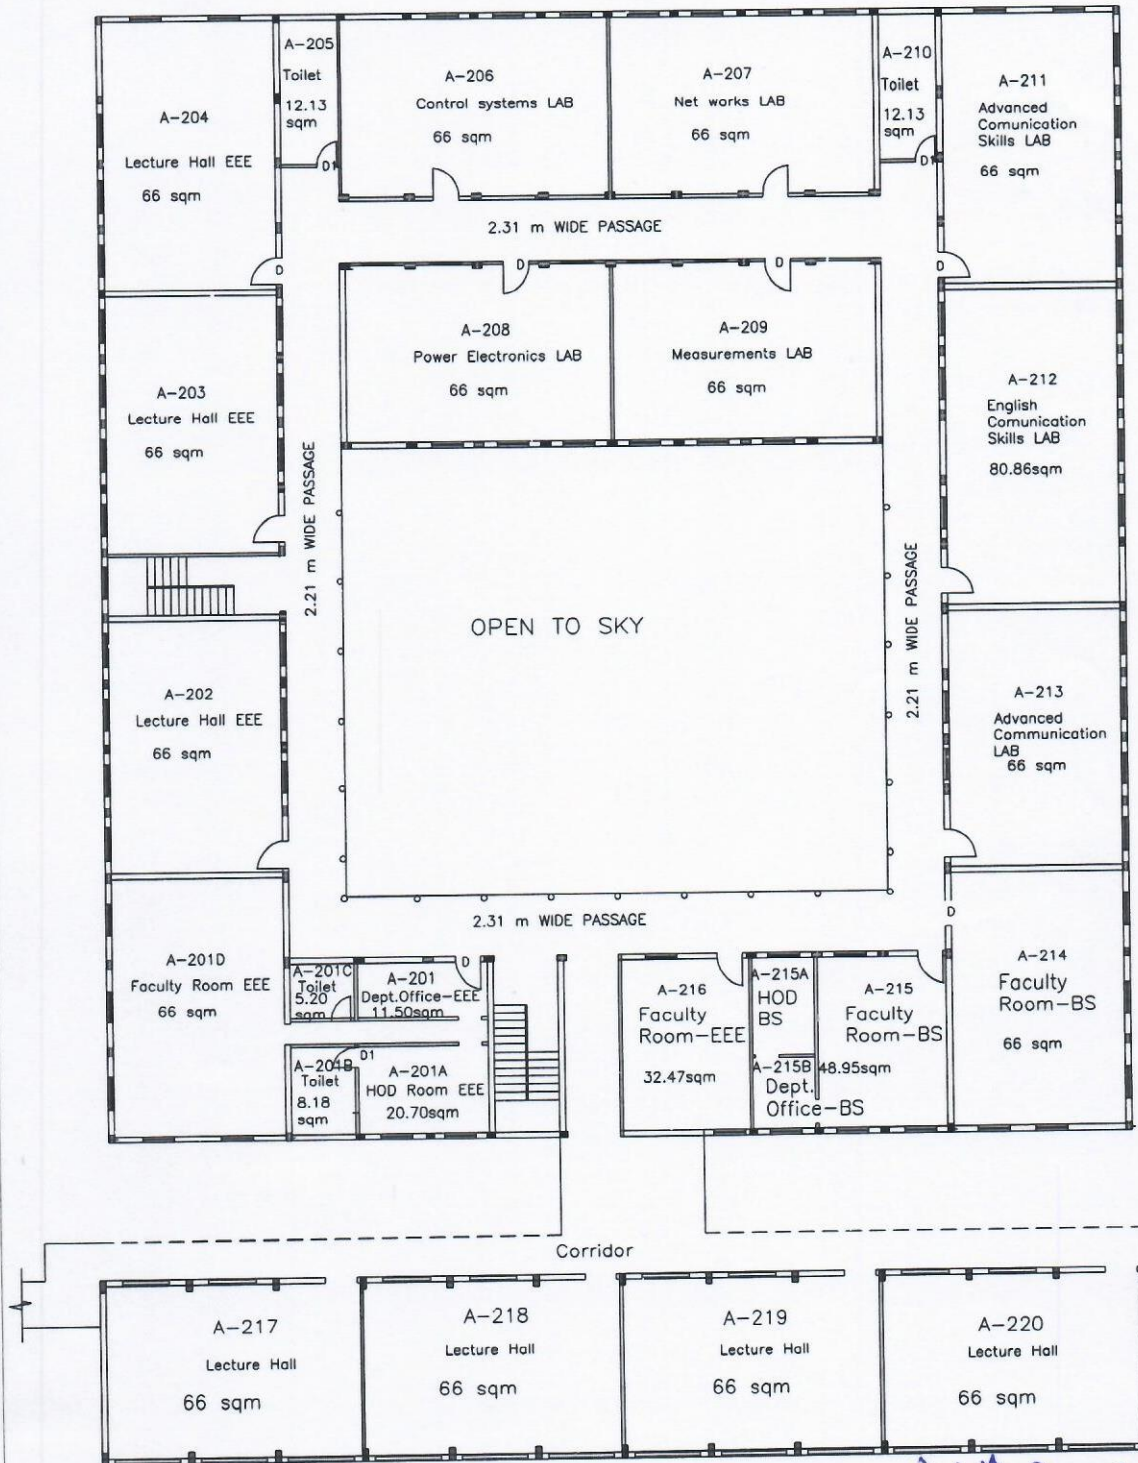 A-204
Lecture Hall EEE
66 sqm
A-205
Toilet
12.13
sqm
D1
A-206
Control systems LAB
66 sqm
A-207
Net works LAB
66 sqm
A-210
Toilet
12.13
sqm
D1
A-211
Advanced
Comunication
Skills LAB
66 sqm
2.31 m WIDE PASSAGE
D
D
D
D
A-208
Power Electronics LAB
66 sqm
A-209
Measurements LAB
66 sqm
A-203
Lecture Hall EEE
66 sqm
A-212
English
Comunication
Skills LAB
80.86sqm
2.21 m WIDE PASSAGE
OPEN TO SKY
2.21 m WIDE PASSAGE
A-202
Lecture Hall EEE
66 sqm
A-213
Advanced
Communication
LAB
66 sqm
2.31 m WIDE PASSAGE
D
D
A-201D
Faculty Room EEE
66 sqm
A-201C
Toilet
5.20
sqm
A-201
Dept.Office-EEE
11.50sqm
A-201B
Toilet
8.18
sqm
D1
A-201A
HOD Room EEE
20.70sqm
A-216
Faculty
Room-EEE
32.47sqm
A-215A
HOD
BS
A-215B
Dept.
Office-BS
A-215
Faculty
Room-BS
48.95sqm
A-214
Faculty
Room-BS
66 sqm
Corridor
A-217
Lecture Hall
66 sqm
A-218
Lecture Hall
66 sqm
A-219
Lecture Hall
66 sqm
A-220
Lecture Hall
66 sqm